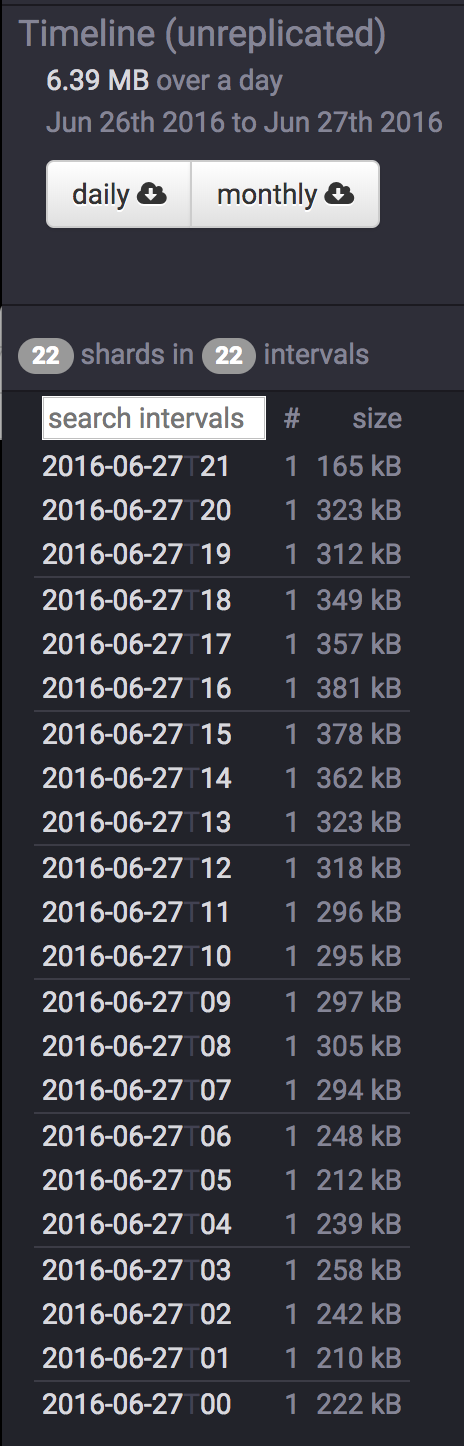 Timeline (unreplicated)
6.39 MB over a day
Jun 26th 2016 to Jun 27th 2016
daily monthly
22 shards in 22 intervals
search intervals # size
2016-06-27T21 1 165 kB
2016-06-27T20 1 323 kB
2016-06-27T19 1 312 kB
2016-06-27T18 1 349 kB
2016-06-27T17 1 357 kB
2016-06-27T16 1 381 kB
2016-06-27T15 1 378 kB
2016-06-27T14 1 362 kB
2016-06-27T13 1 323 kB
2016-06-27T12 1 318 kB
2016-06-27T11 1 296 kB
2016-06-27T10 1 295 kB
2016-06-27T09 1 297 kB
2016-06-27T08 1 305 kB
2016-06-27T07 1 294 kB
2016-06-27T06 1 248 kB
2016-06-27T05 1 212 kB
2016-06-27T04 1 239 kB
2016-06-27T03 1 258 kB
2016-06-27T02 1 242 kB
2016-06-27T01 1 210 kB
2016-06-27T00 1 222 kB